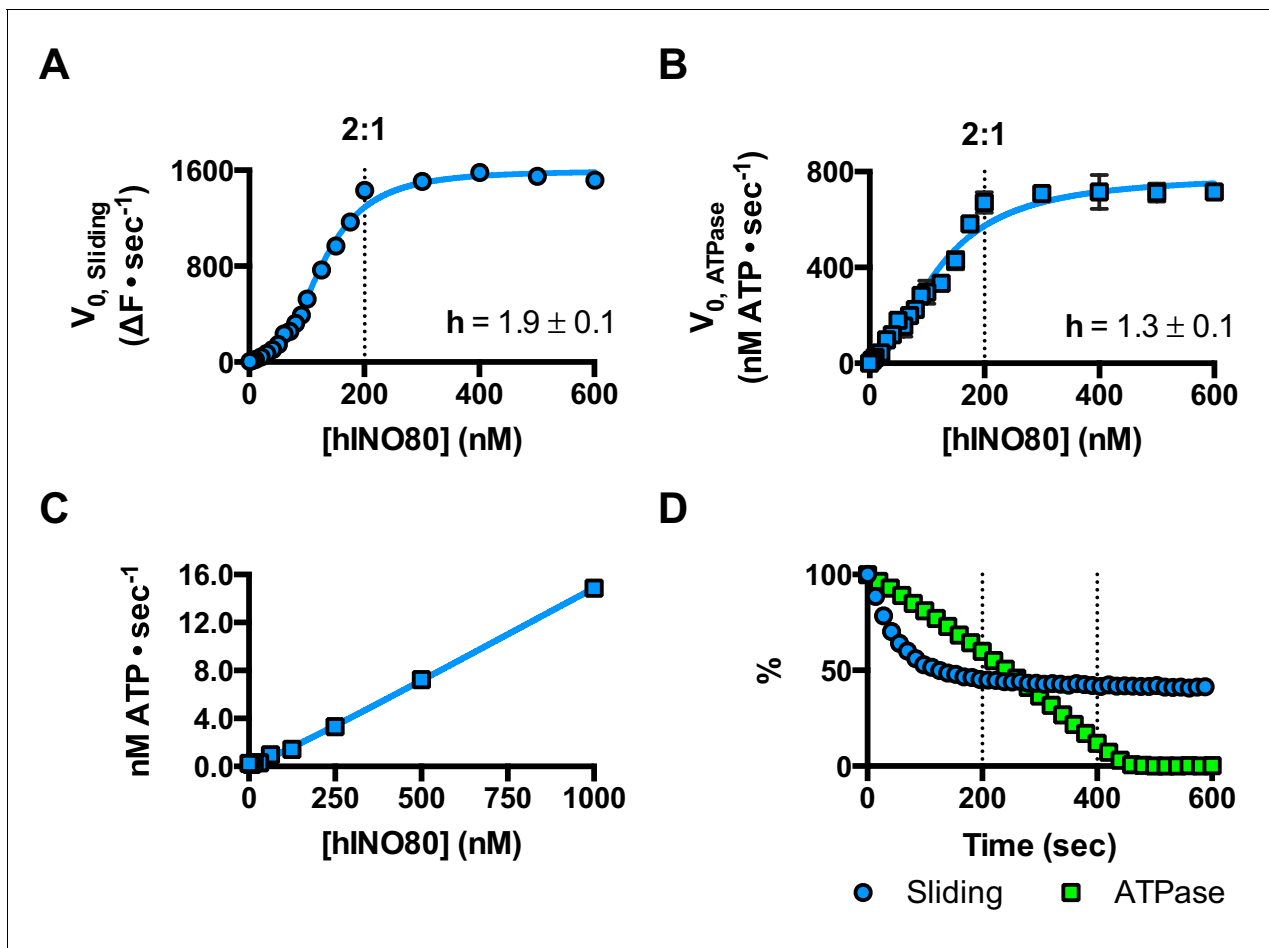 A
2:1
V0, Sliding
(ΔF • sec-1)
1600
800
0
h = 1.9 ± 0.1
0 200 400 600
[hINO80] (nM)
B
2:1
V0, ATPase
(nM ATP • sec-1)
800
400
0
h = 1.3 ± 0.1
0 200 400 600
[hINO80] (nM)
C
nM ATP • sec-1
16.0
12.0
8.0
4.0
0.0
0 250 500 750 1000
[hINO80] (nM)
D
%
100
50
0
0 200 400 600
Time (sec)
Sliding ATPase